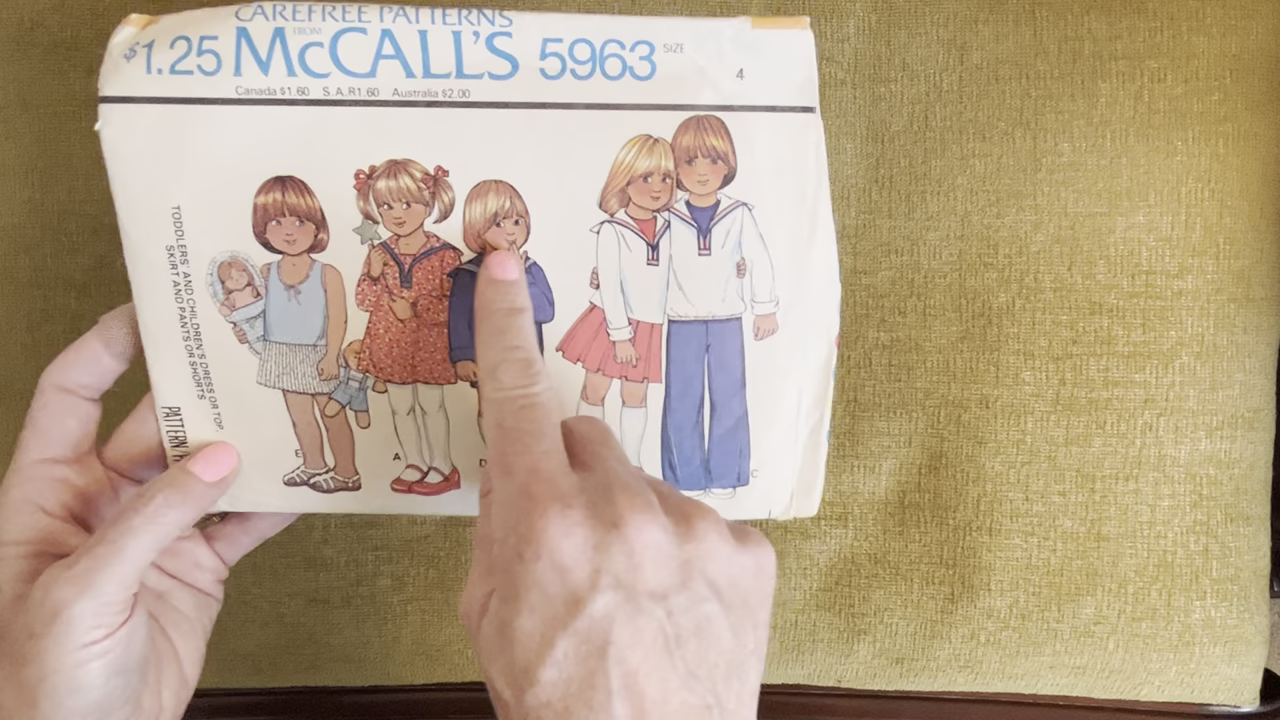 CAREFREE PATTERNS
FROM
$1.25 McCALL'S 5963 SIZE
4
Canada $1.60 S.A.R1.60 Australia $2.00
TODDLERS' AND CHILDREN'S DRESS OR TOP,
SKIRT AND PANTS OR SHORTS
PATTERN
E
A
D
C